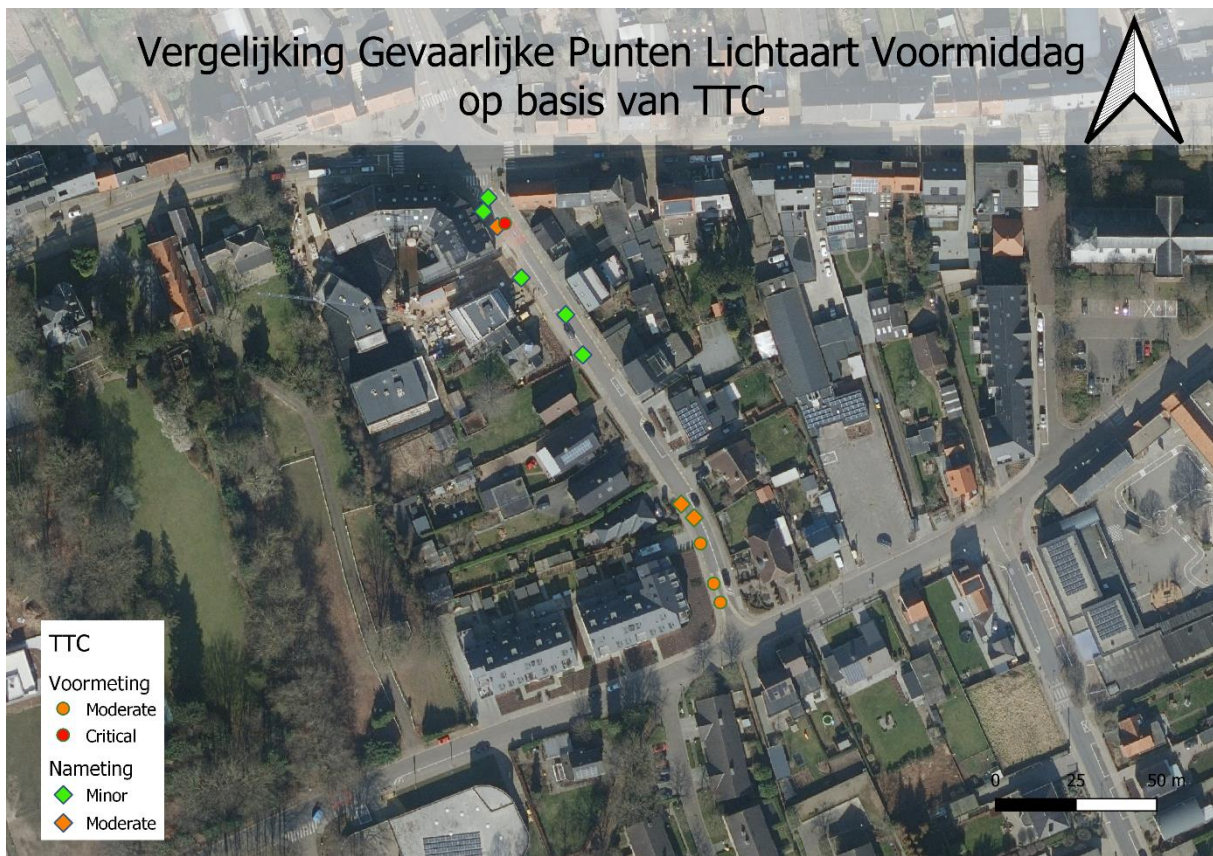 Vergelijking Gevaarlijke Punten Lichtaart Voormiddag
op basis van TTC
TTC
Voormeting
Moderate
Critical
Nameting
Minor
Moderate
0 25 50 m